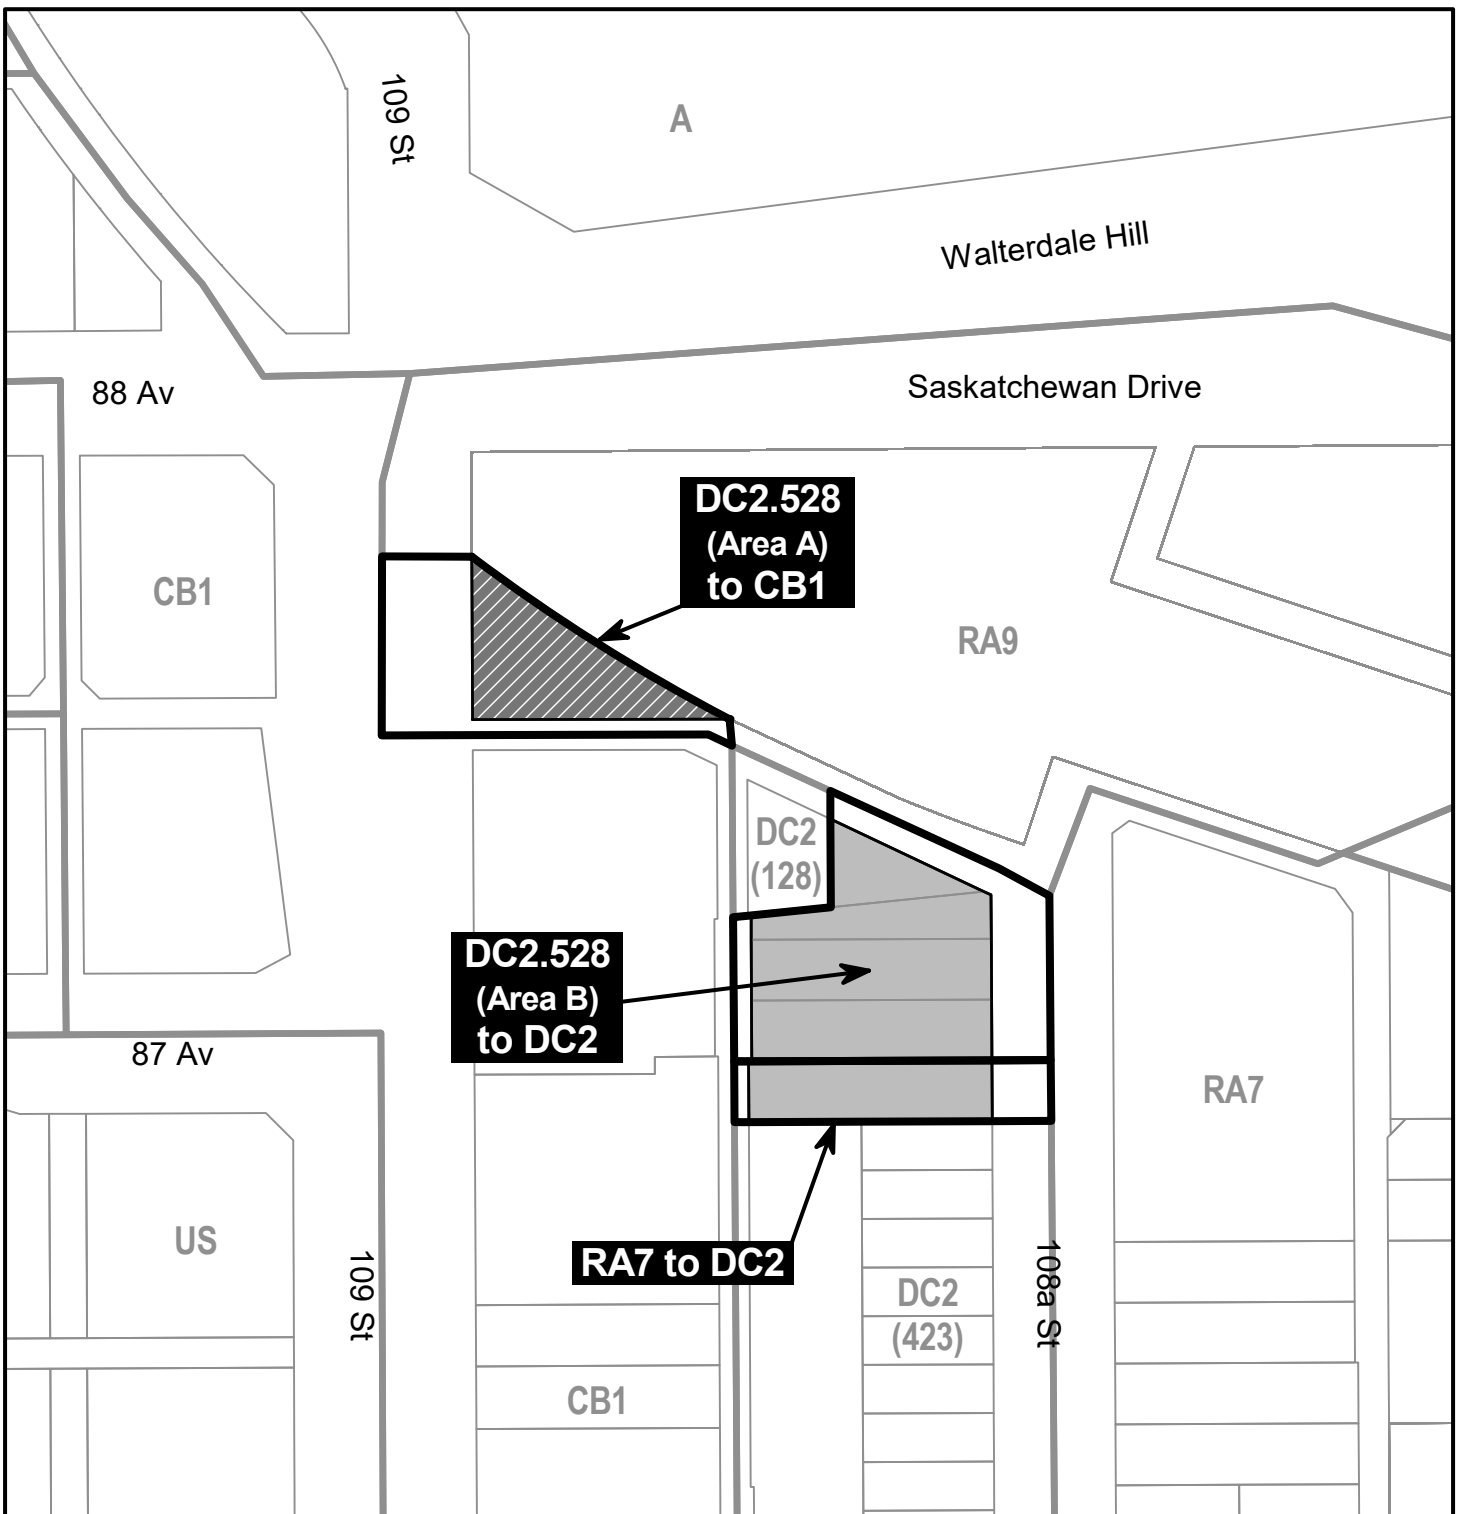 109 St
A
Walterdale Hill
88 Av
Saskatchewan Drive
DC2.528
(Area A)
to CB1
CB1
RA9
DC2
(128)
DC2.528
(Area B)
to DC2
87 Av
RA7
US
109 St
RA7 to DC2
108a St
DC2
(423)
CB1